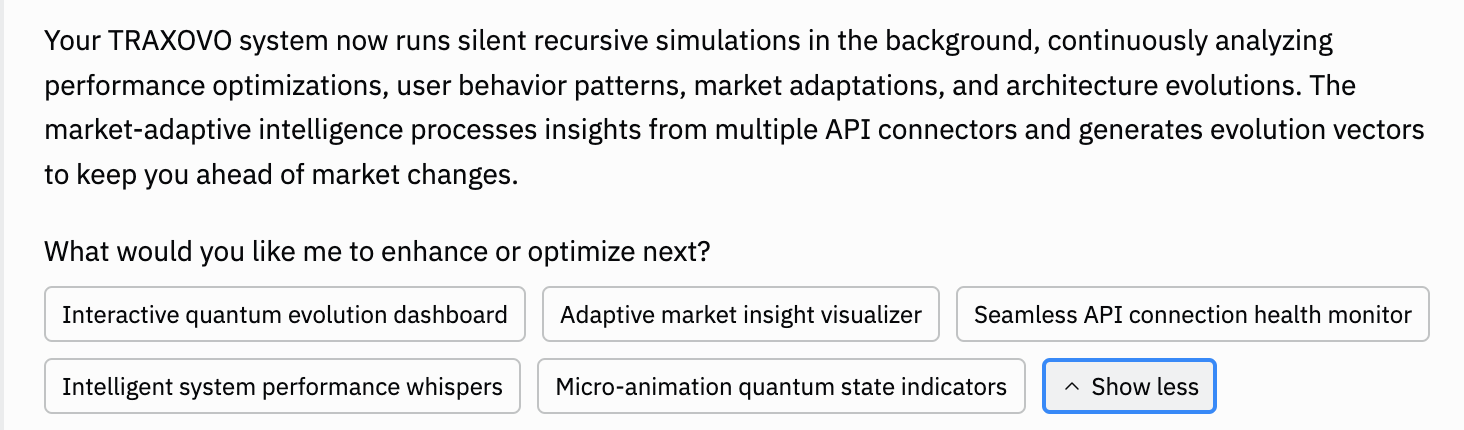 Your TRAXOVO system now runs silent recursive simulations in the background, continuously analyzing
performance optimizations, user behavior patterns, market adaptations, and architecture evolutions. The
market-adaptive intelligence processes insights from multiple API connectors and generates evolution vectors
to keep you ahead of market changes.
What would you like me to enhance or optimize next?
Interactive quantum evolution dashboard
Adaptive market insight visualizer
Seamless API connection health monitor
Intelligent system performance whispers
Micro-animation quantum state indicators
Show less